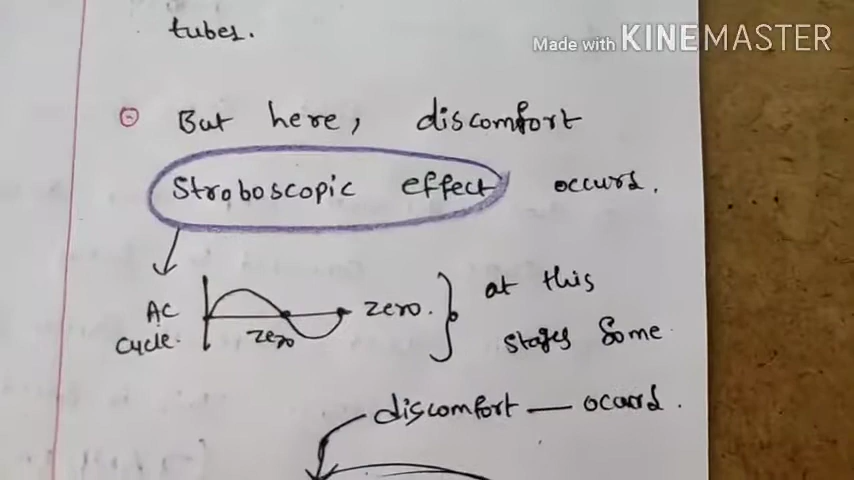 tubes.
Made with KINEMASTER
But here, discomfort
Stroboscopic effect occurs.
AC
cycle.
zero
zero.
at this
stages Some
discomfort — occurd.